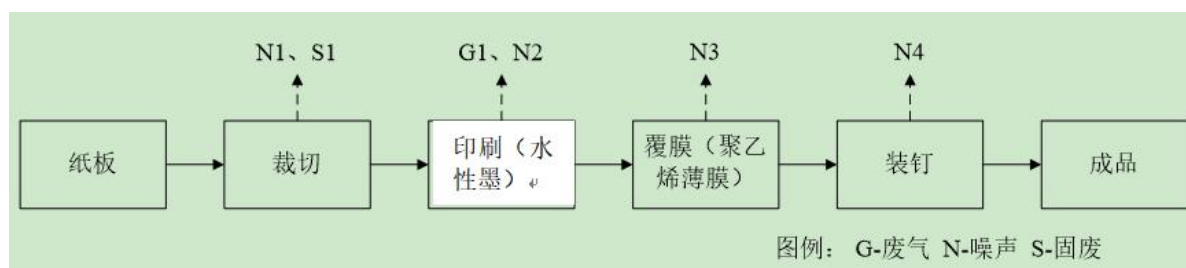 N1、S1
G1、N2
N3
N4
纸板
裁切
印刷（水
性墨）
覆膜（聚乙
烯薄膜）
装钉
成品
图例： G-废气 N-噪声 S-固废